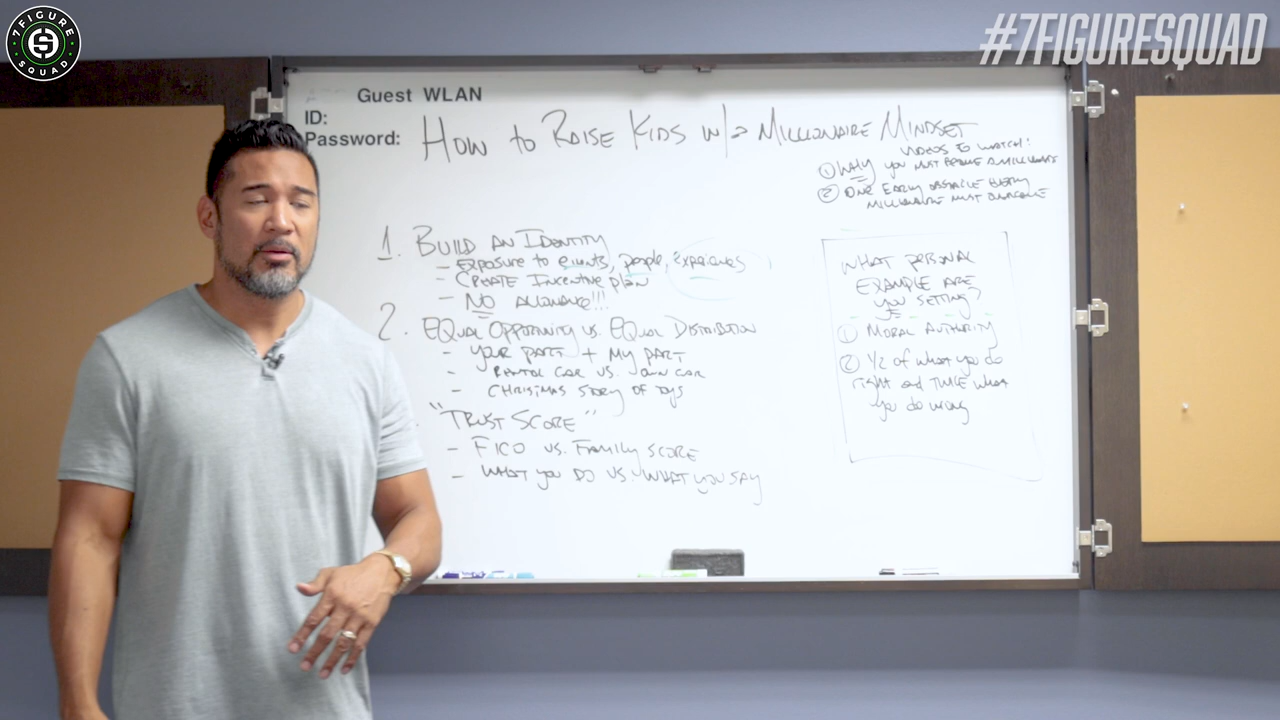 7FIGURE
SQUAD
#7FIGURESQUAD
Guest WLAN
ID:
Password:
How to Raise Kids w/a Millionaire Mindset
Videos to watch:
① Why you must become a millionaire
② One early obstacle every
millionaire must overcome
1. Build an Identity
- Exposure to events, people, experiences
- Create Incentive plan
- No allowance!!!
2. Equal Opportunity vs. Equal Distribution
- Your part + my part
- Rental car vs. own car
- Christmas story of toys
"Trust Score"
- FICO vs. Family score
- What you do vs. what you say
What personal
example are
you setting?
① Moral Authority
② 1/2 of what you do
right and twice what
you do wrong